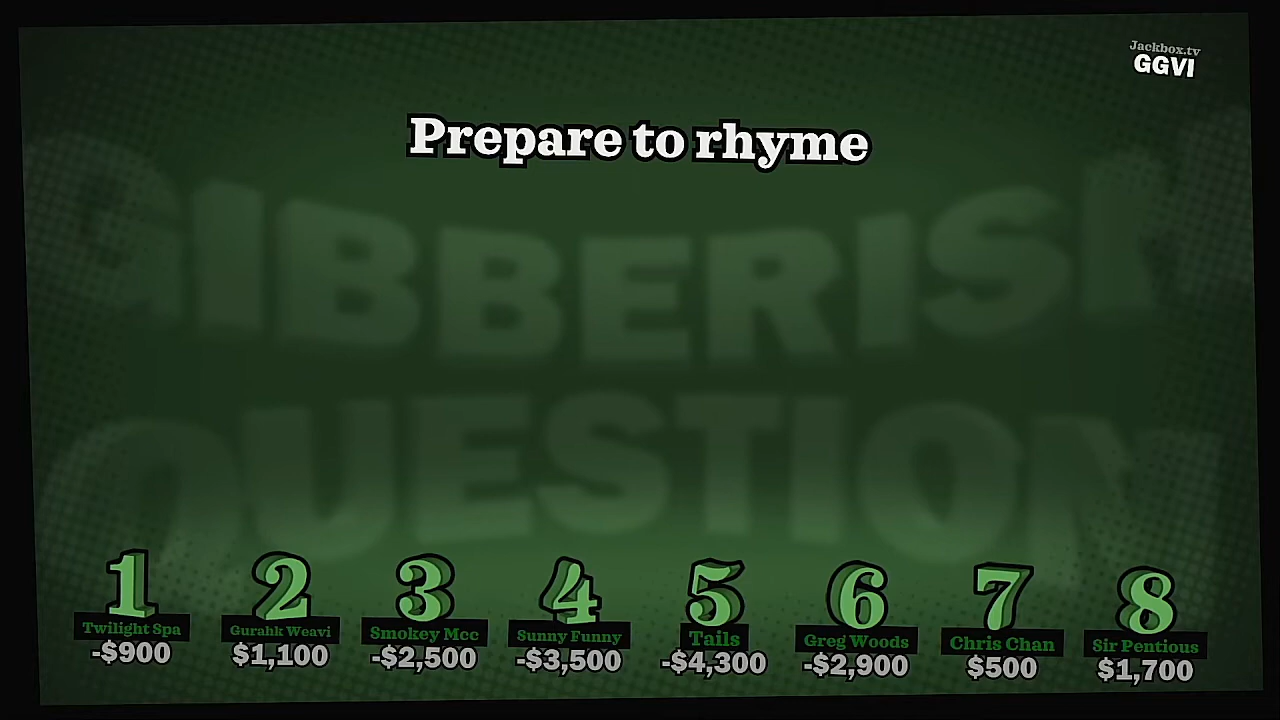 Jackbox.tv
GGVI
Prepare to rhyme
GIBBERISH
QUESTION
1 2 3 4 5 6 7 8
Twilight Spa Gurahk Weavi Smokey Mcc Sunny Funny Tails Greg Woods Chris Chan Sir Pentious
-$900 $1,100 -$2,500 -$3,500 -$4,300 -$2,900 $500 $1,700